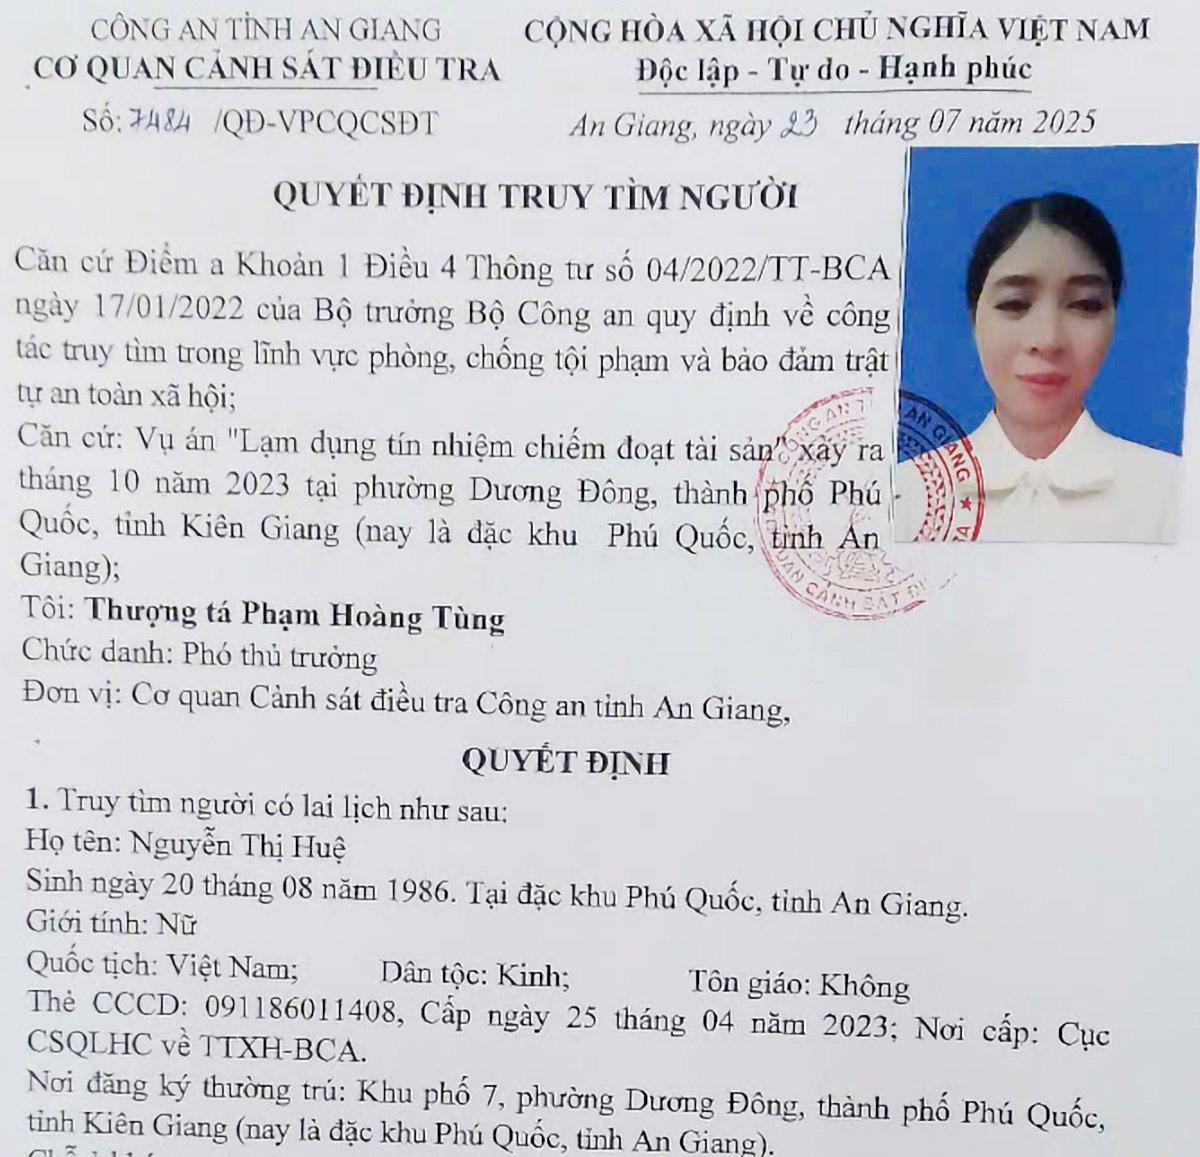 CÔNG AN TỈNH AN GIANG
CƠ QUAN CẢNH SÁT ĐIỀU TRA
Số: 7484 /QĐ-VPCQCSĐT
CỘNG HÒA XÃ HỘI CHỦ NGHĨA VIỆT NAM
Độc lập - Tự do - Hạnh phúc
An Giang, ngày 23 tháng 07 năm 2025
QUYẾT ĐỊNH TRUY TÌM NGƯỜI
Căn cứ Điểm a Khoản 1 Điều 4 Thông tư số 04/2022/TT-BCA
ngày 17/01/2022 của Bộ trưởng Bộ Công an quy định về công
tác truy tìm trong lĩnh vực phòng, chống tội phạm và bảo đảm trật
tự an toàn xã hội;
Căn cứ: Vụ án "Lạm dụng tín nhiệm chiếm đoạt tài sản" xảy ra
tháng 10 năm 2023 tại phường Dương Đông, thành phố Phú
Quốc, tỉnh Kiên Giang (nay là đặc khu Phú Quốc, tỉnh An
Giang);
Tôi: Thượng tá Phạm Hoàng Tùng
Chức danh: Phó thủ trưởng
Đơn vị: Cơ quan Cảnh sát điều tra Công an tỉnh An Giang,
QUYẾT ĐỊNH
1. Truy tìm người có lai lịch như sau:
Họ tên: Nguyễn Thị Huệ
Sinh ngày 20 tháng 08 năm 1986. Tại đặc khu Phú Quốc, tỉnh An Giang.
Giới tính: Nữ
Quốc tịch: Việt Nam; Dân tộc: Kinh; Tôn giáo: Không
Thẻ CCCD: 091186011408, Cấp ngày 25 tháng 04 năm 2023; Nơi cấp: Cục
CSQLHC về TTXH-BCA.
Nơi đăng ký thường trú: Khu phố 7, phường Dương Đông, thành phố Phú Quốc,
tỉnh Kiên Giang (nay là đặc khu Phú Quốc, tỉnh An Giang).
AN GIANG
CẢNH SÁT